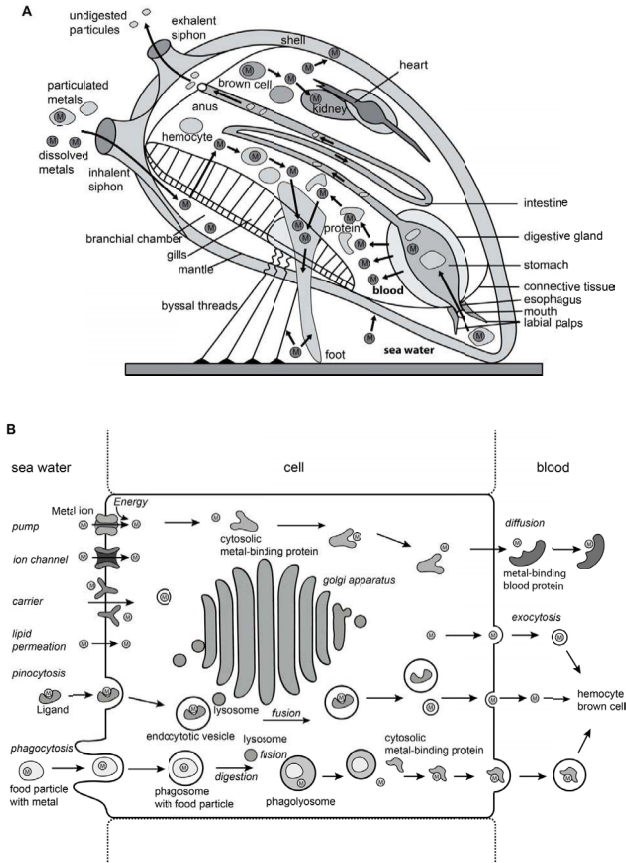 A
undigested
particules
exhalent
siphon
shell
heart
particulated
metals
M
brown cell
M
M
M
M
kidney
anus
M
M
dissolved
metals
hemocyte
M
M
M
inhalent
siphon
M
M
M
intestine
protein
M
M
branchial chamber
M
M
M
digestive gland
gills
M
stomach
mantle
M
blood
connective tissue
esophagus
byssal threads
mouth
labial palps
M
M
M
foot
sea water
B
sea water
cell
blood
Metal ion
Energy
pump
M
M
M
M
M
M
diffusion
M
M
cytosolic
metal-binding protein
ion channel
M
M
golgi apparatus
metal-binding
blood protein
carrier
M
M
M
exocytosis
lipid
permeation
M
M
M
M
M
pinocytosis
M
M
M
M
M
M
M
hemocyte
brown cell
Ligand
lysosome
fusion
endocytotic vesicle
lysosome
cytosolic
metal-binding protein
phagocytosis
fusion
M
M
M
digestion
M
M
M
M
M
food particle
with metal
phagosome
with food particle
phagolyosome